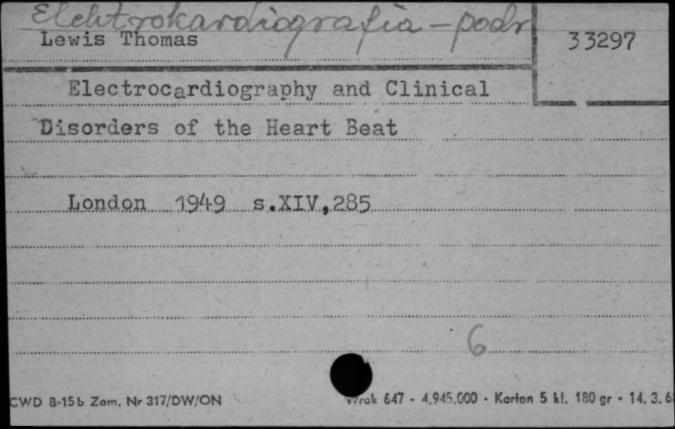 Elektrokardiografia - podr
Lewis Thomas
33297
Electrocardiography and Clinical
Disorders of the Heart Beat
London 1949 s.XIV,285
6
CWD B-15b Zam. Nr 317/DW/ON
647 - 4,945.000 - Karton 5 kl. 180 gr - 14. 3. 6